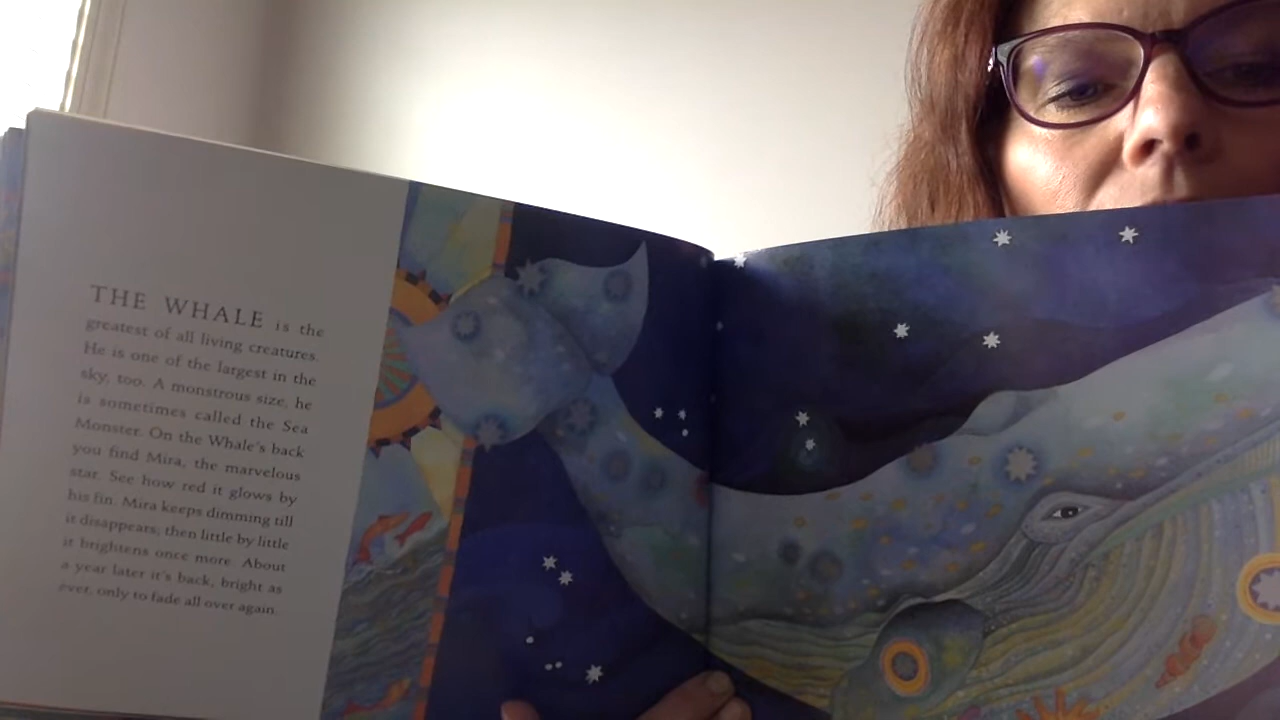 THE WHALE is the
greatest of all living creatures.
He is one of the largest in the
sky, too. A monstrous size, he
is sometimes called the Sea
Monster. On the Whale's back
you find Mira, the marvelous
star. See how red it glows by
his fin. Mira keeps dimming till
it disappears; then little by little
it brightens once more. About
a year later it's back, bright as
ever, only to fade all over again.